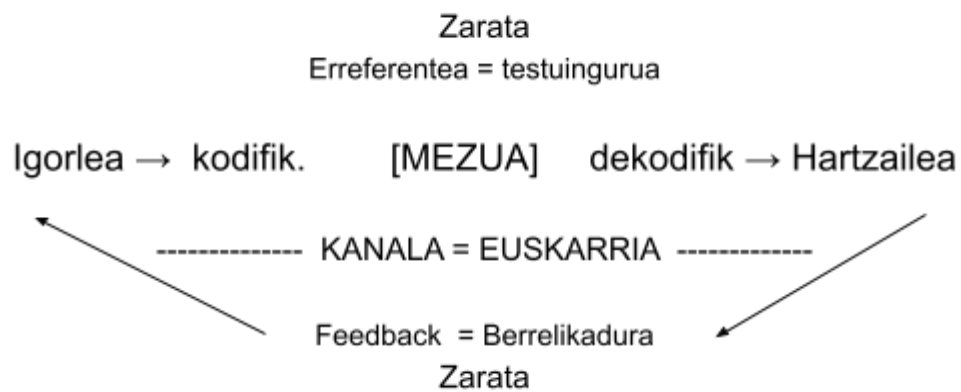 Zarata
Erreferentea = testuingurua
Igorlea → kodifik. [MEZUA] dekodifik → Hartzailea
------------- KANALA = EUSKARRIA -------------
Feedback = Berrelikadura
Zarata